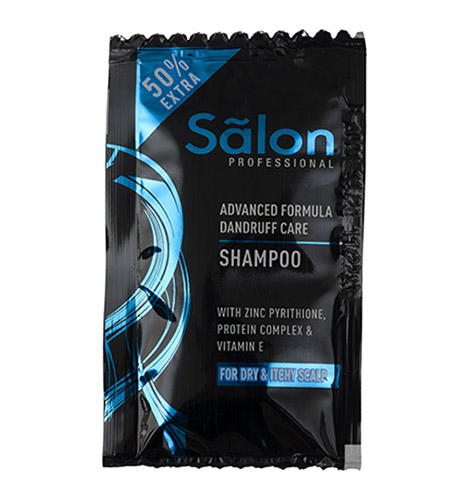 50%
EXTRA
Sãlon
PROFESSIONAL
ADVANCED FORMULA
DANDRUFF CARE
SHAMPOO
WITH ZINC PYRITHIONE,
PROTEIN COMPLEX &
VITAMIN E
FOR DRY & ITCHY SCALP